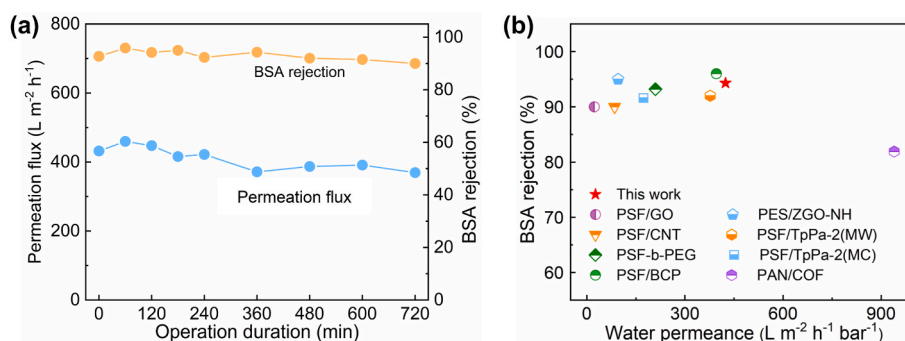 (a)
800
600
400
200
0
Permeation flux (L m⁻² h⁻¹)
BSA rejection
Permeation flux
100
80
60
40
20
0
BSA rejection (%)
0 60 120 180 240 360 480 600 720
Operation duration (min)
(b)
100
90
80
70
60
BSA rejection (%)
This work
PSF/GO
PES/ZGO-NH
PSF/CNT
PSF/TpPa-2(MW)
PSF-b-PEG
PSF/TpPa-2(MC)
PSF/BCP
PAN/COF
0 300 600 900
Water permeance (L m⁻² h⁻¹ bar⁻¹)